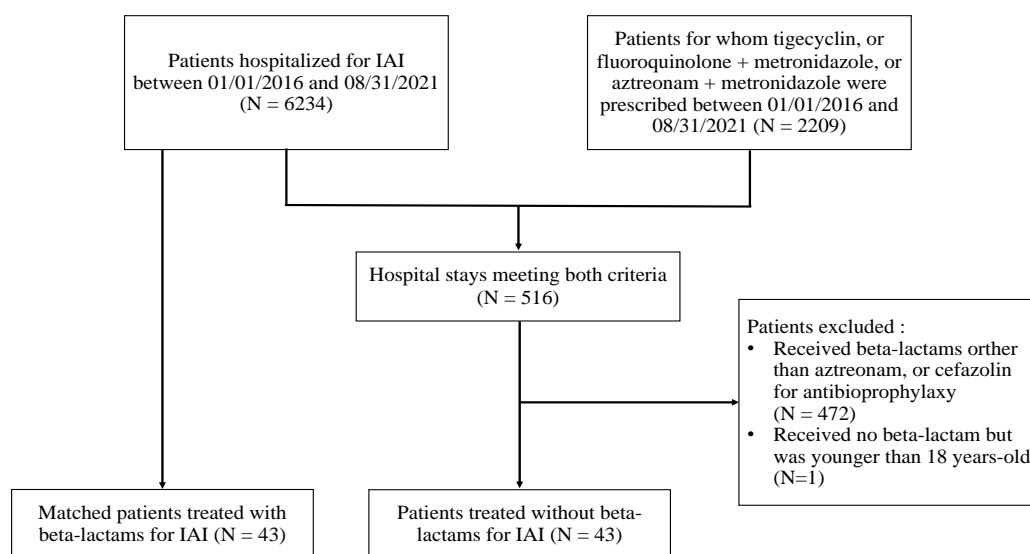 Patients hospitalized for IAI
between 01/01/2016 and 08/31/2021
(N = 6234)
Patients for whom tigecyclin, or
fluoroquinolone + metronidazole, or
aztreonam + metronidazole were
prescribed between 01/01/2016 and
08/31/2021 (N = 2209)
Hospital stays meeting both criteria
(N = 516)
Patients excluded :
• Received beta-lactams orther
than aztreonam, or cefazolin
for antibioprophylaxy
(N = 472)
• Received no beta-lactam but
was younger than 18 years-old
(N=1)
Matched patients treated with
beta-lactams for IAI (N = 43)
Patients treated without beta-
lactams for IAI (N = 43)